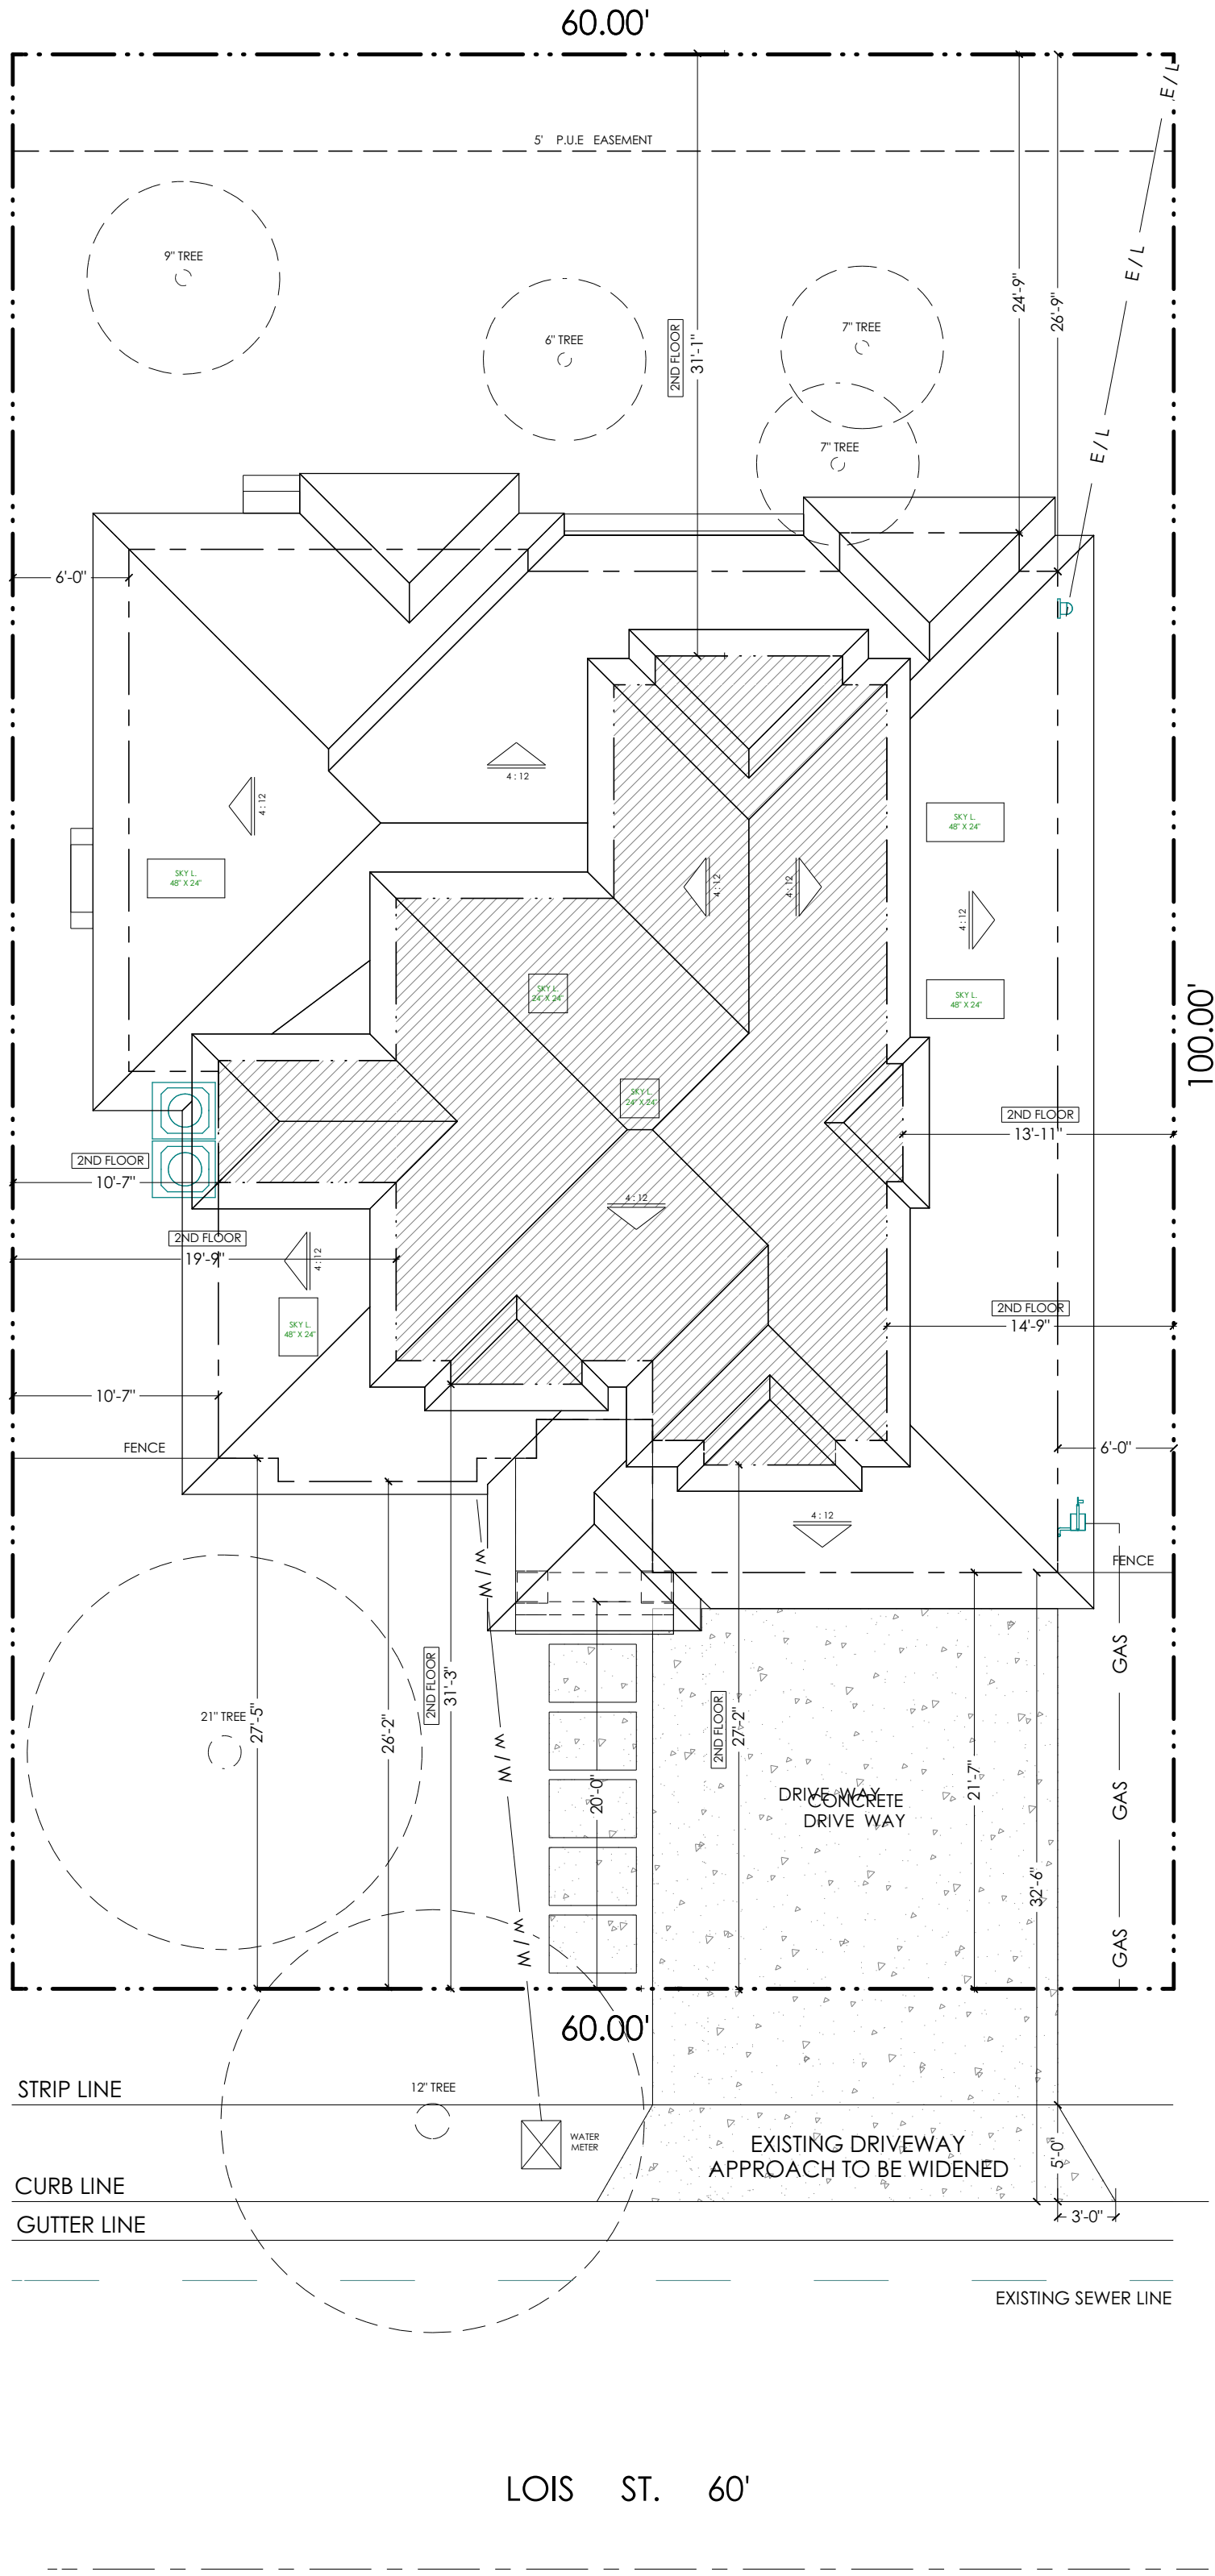 60.00'
E / L
5' P.U.E EASEMENT
9" TREE
E / L
24'-9"
26'-9"
7" TREE
6" TREE
2ND FLOOR
31'-1"
7" TREE
E / L
6'-0"
4 : 12
4 : 12
SKY L.
48" X 24"
SKY L.
48" X 24"
4 : 12
4 : 12
4 : 12
SKY L.
24" X 24"
SKY L.
48" X 24"
100.00'
SKY L.
24" X 24"
2ND FLOOR
13'-11"
2ND FLOOR
10'-7"
4 : 12
2ND FLOOR
19'-9"
4 : 12
SKY L.
48" X 24"
2ND FLOOR
14'-9"
10'-7"
FENCE
6'-0"
4 : 12
W / W
FENCE
GAS
2ND FLOOR
31'-3"
21" TREE
27'-5"
26'-2"
W / W
2ND FLOOR
27'-2"
20'-0"
DRIVE WAY
CONCRETE
DRIVE WAY
21'-7"
GAS
32'-6"
W / W
GAS
60.00'
STRIP LINE
12" TREE
WATER
METER
EXISTING DRIVEWAY
APPROACH TO BE WIDENED
5'-0"
CURB LINE
3'-0"
GUTTER LINE
EXISTING SEWER LINE
LOIS ST. 60'